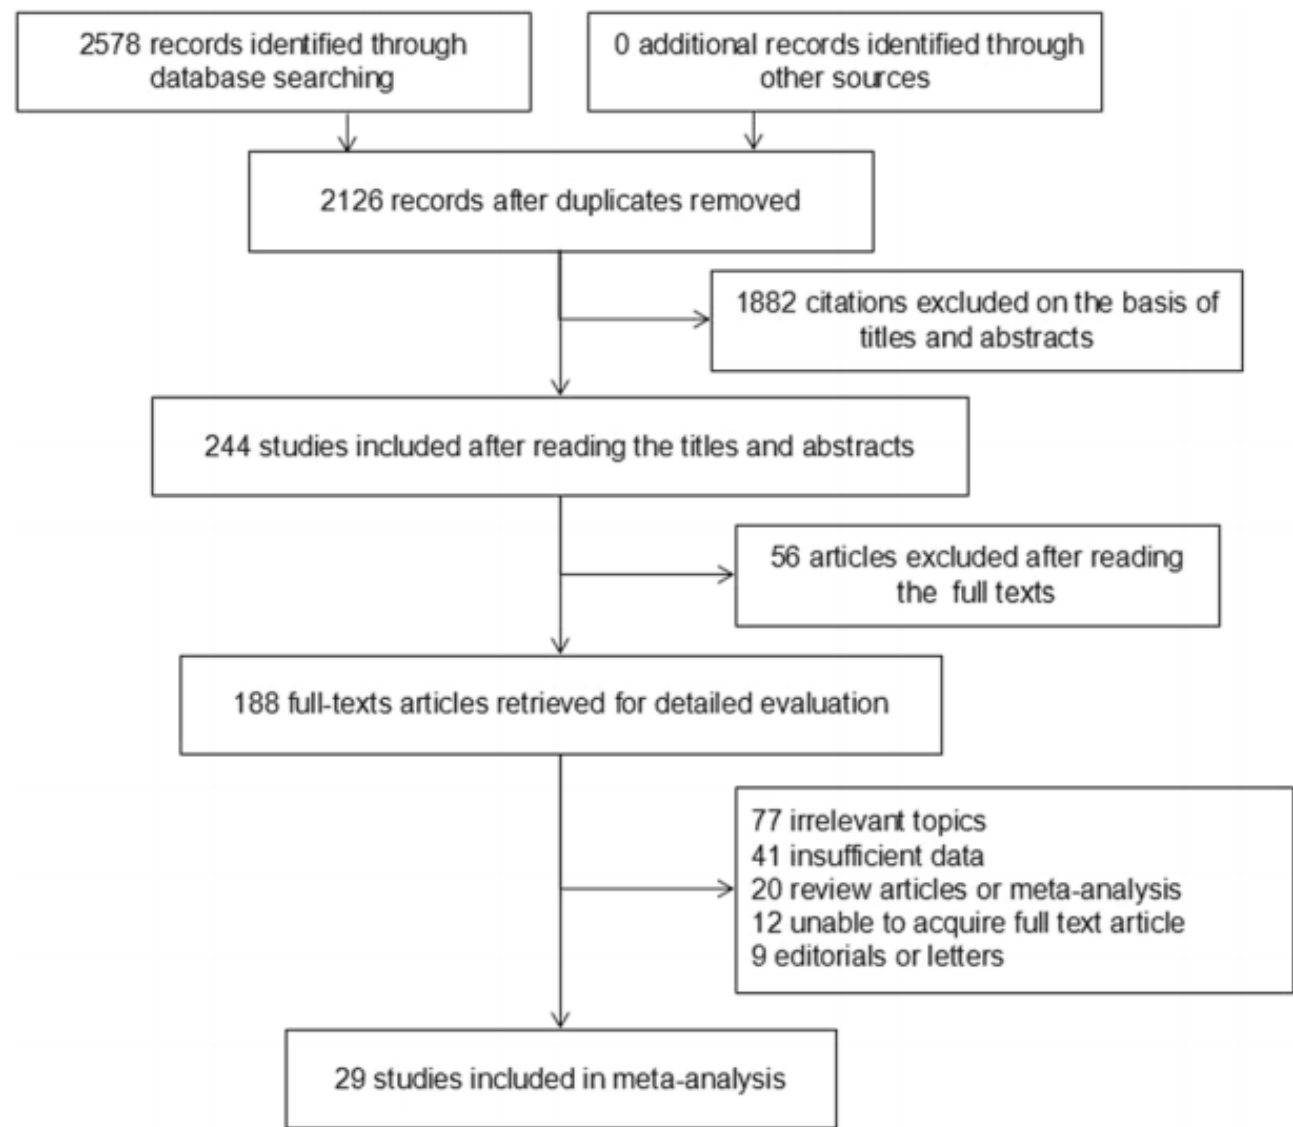 2578 records identified through
database searching
0 additional records identified through
other sources
2126 records after duplicates removed
1882 citations excluded on the basis of
titles and abstracts
244 studies included after reading the titles and abstracts
56 articles excluded after reading
the full texts
188 full-texts articles retrieved for detailed evaluation
77 irrelevant topics
41 insufficient data
20 review articles or meta-analysis
12 unable to acquire full text article
9 editorials or letters
29 studies included in meta-analysis